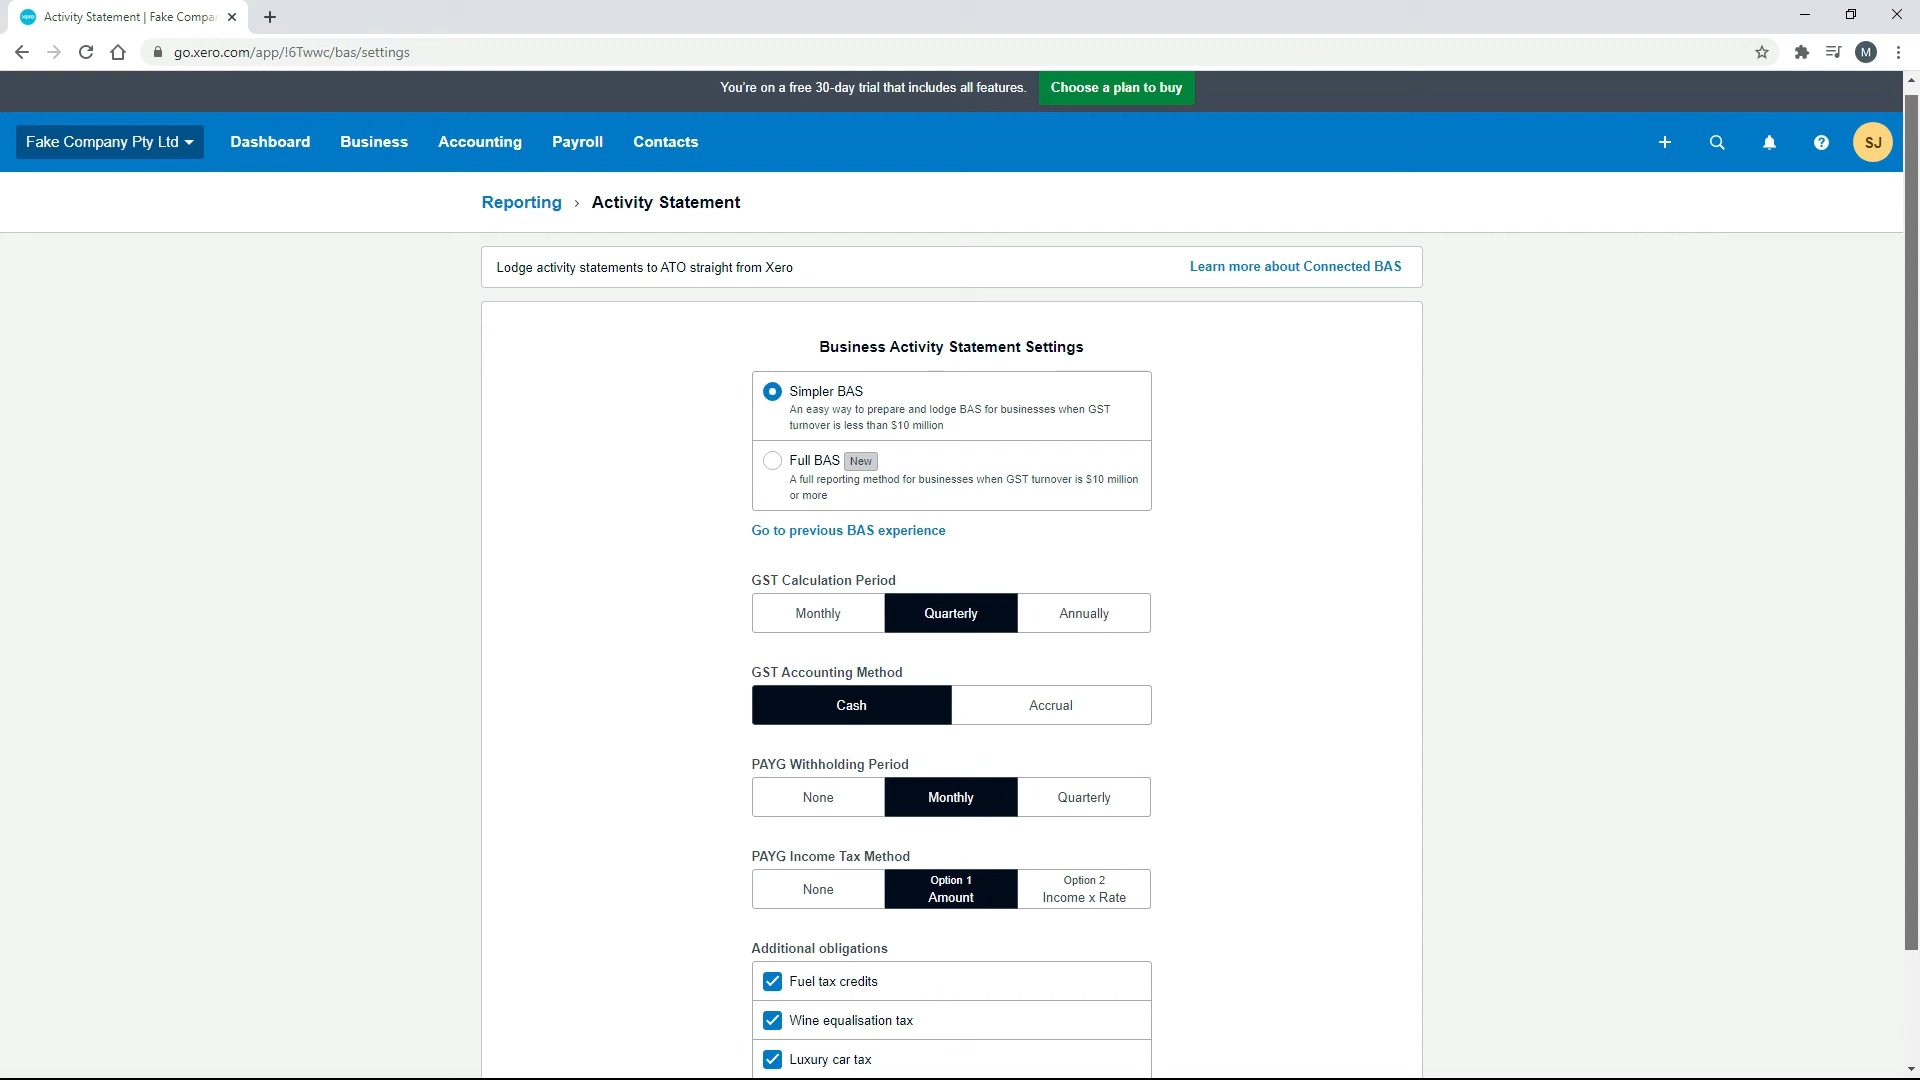 Activity Statement | Fake Compa
go.xero.com/app/!6Twwc/bas/settings
M
You're on a free 30-day trial that includes all features.
Choose a plan to buy
Fake Company Pty Ltd
Dashboard
Business
Accounting
Payroll
Contacts
SJ
Reporting › Activity Statement
Lodge activity statements to ATO straight from Xero
Learn more about Connected BAS
Business Activity Statement Settings
Simpler BAS
An easy way to prepare and lodge BAS for businesses when GST
turnover is less than $10 million
Full BAS New
A full reporting method for businesses when GST turnover is $10 million
or more
Go to previous BAS experience
GST Calculation Period
Monthly
Quarterly
Annually
GST Accounting Method
Cash
Accrual
PAYG Withholding Period
None
Monthly
Quarterly
PAYG Income Tax Method
None
Option 1
Amount
Option 2
Income x Rate
Additional obligations
Fuel tax credits
Wine equalisation tax
Luxury car tax